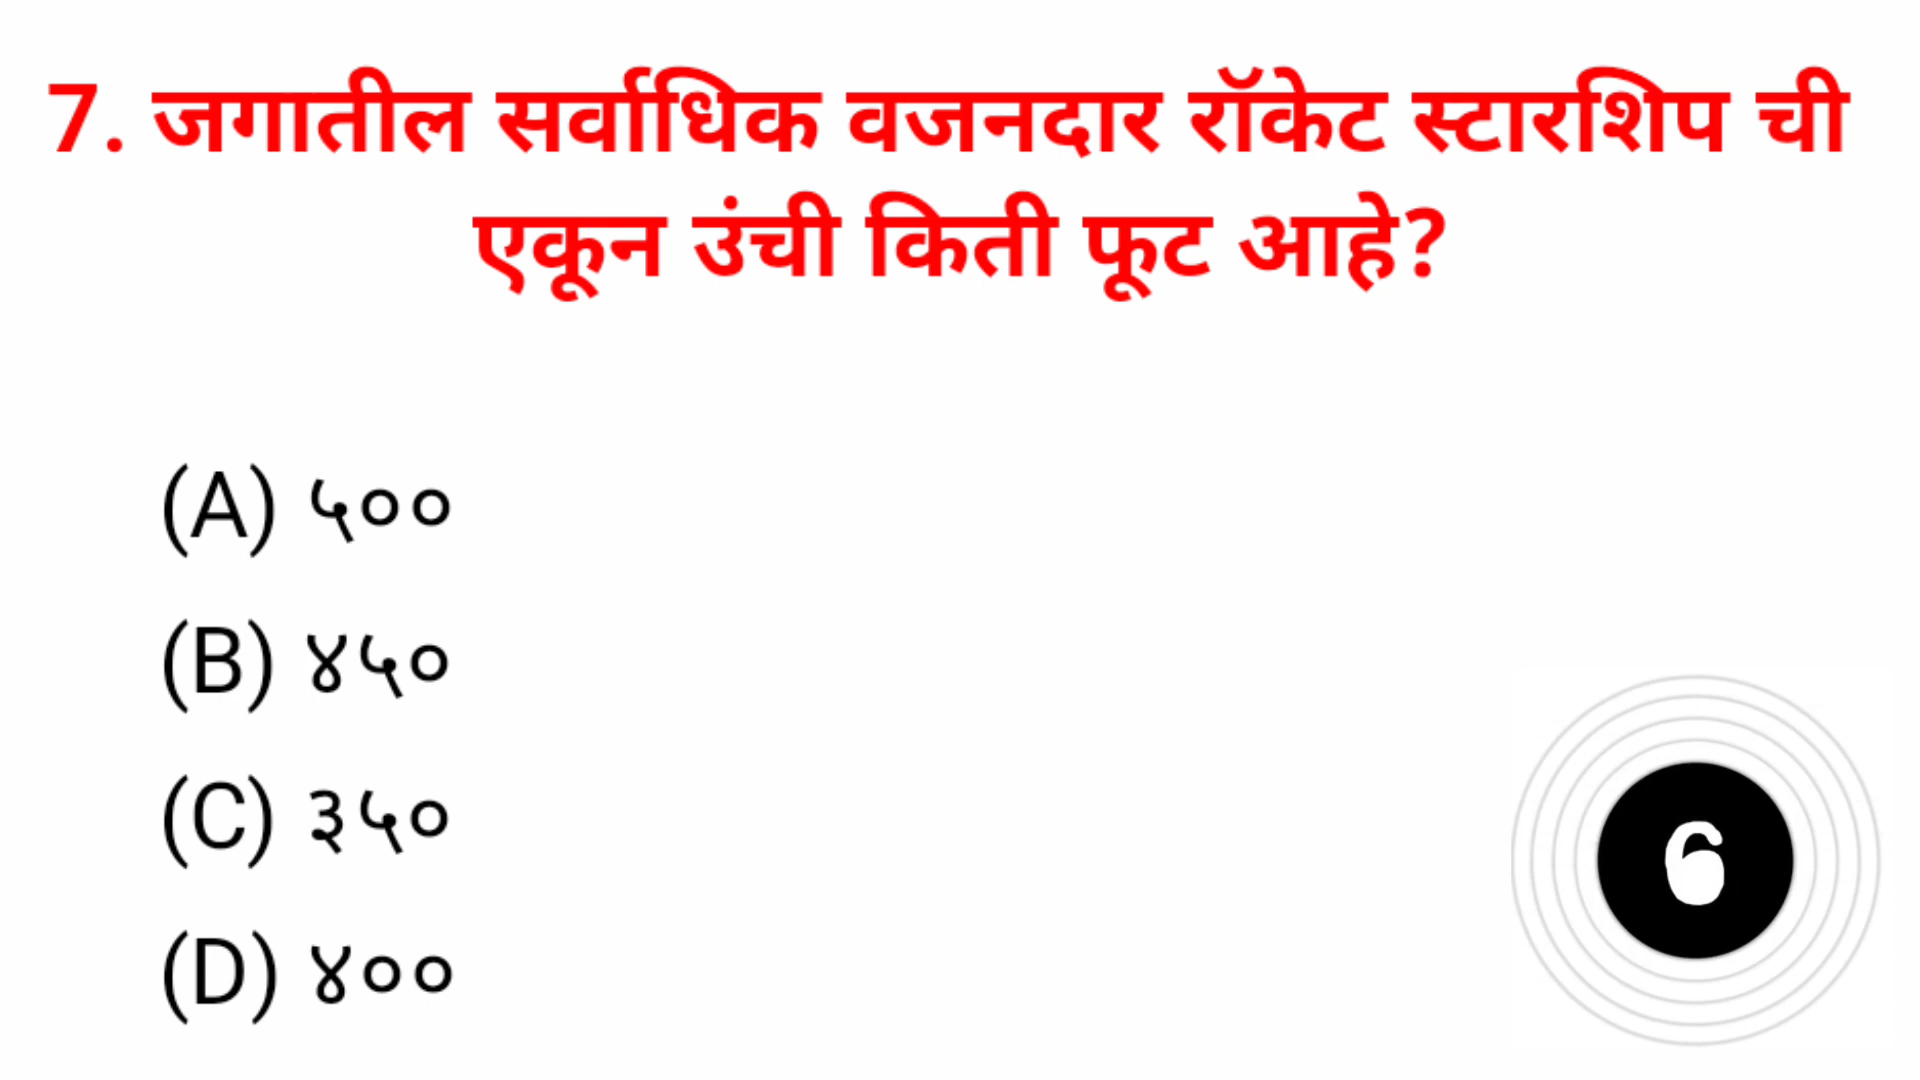 7. जगातील सर्वाधिक वजनदार रॉकेट स्टारशिप ची
एकून उंची किती फूट आहे?
(A) ५००
(B) ४५०
(C) ३५०
(D) ४००
6